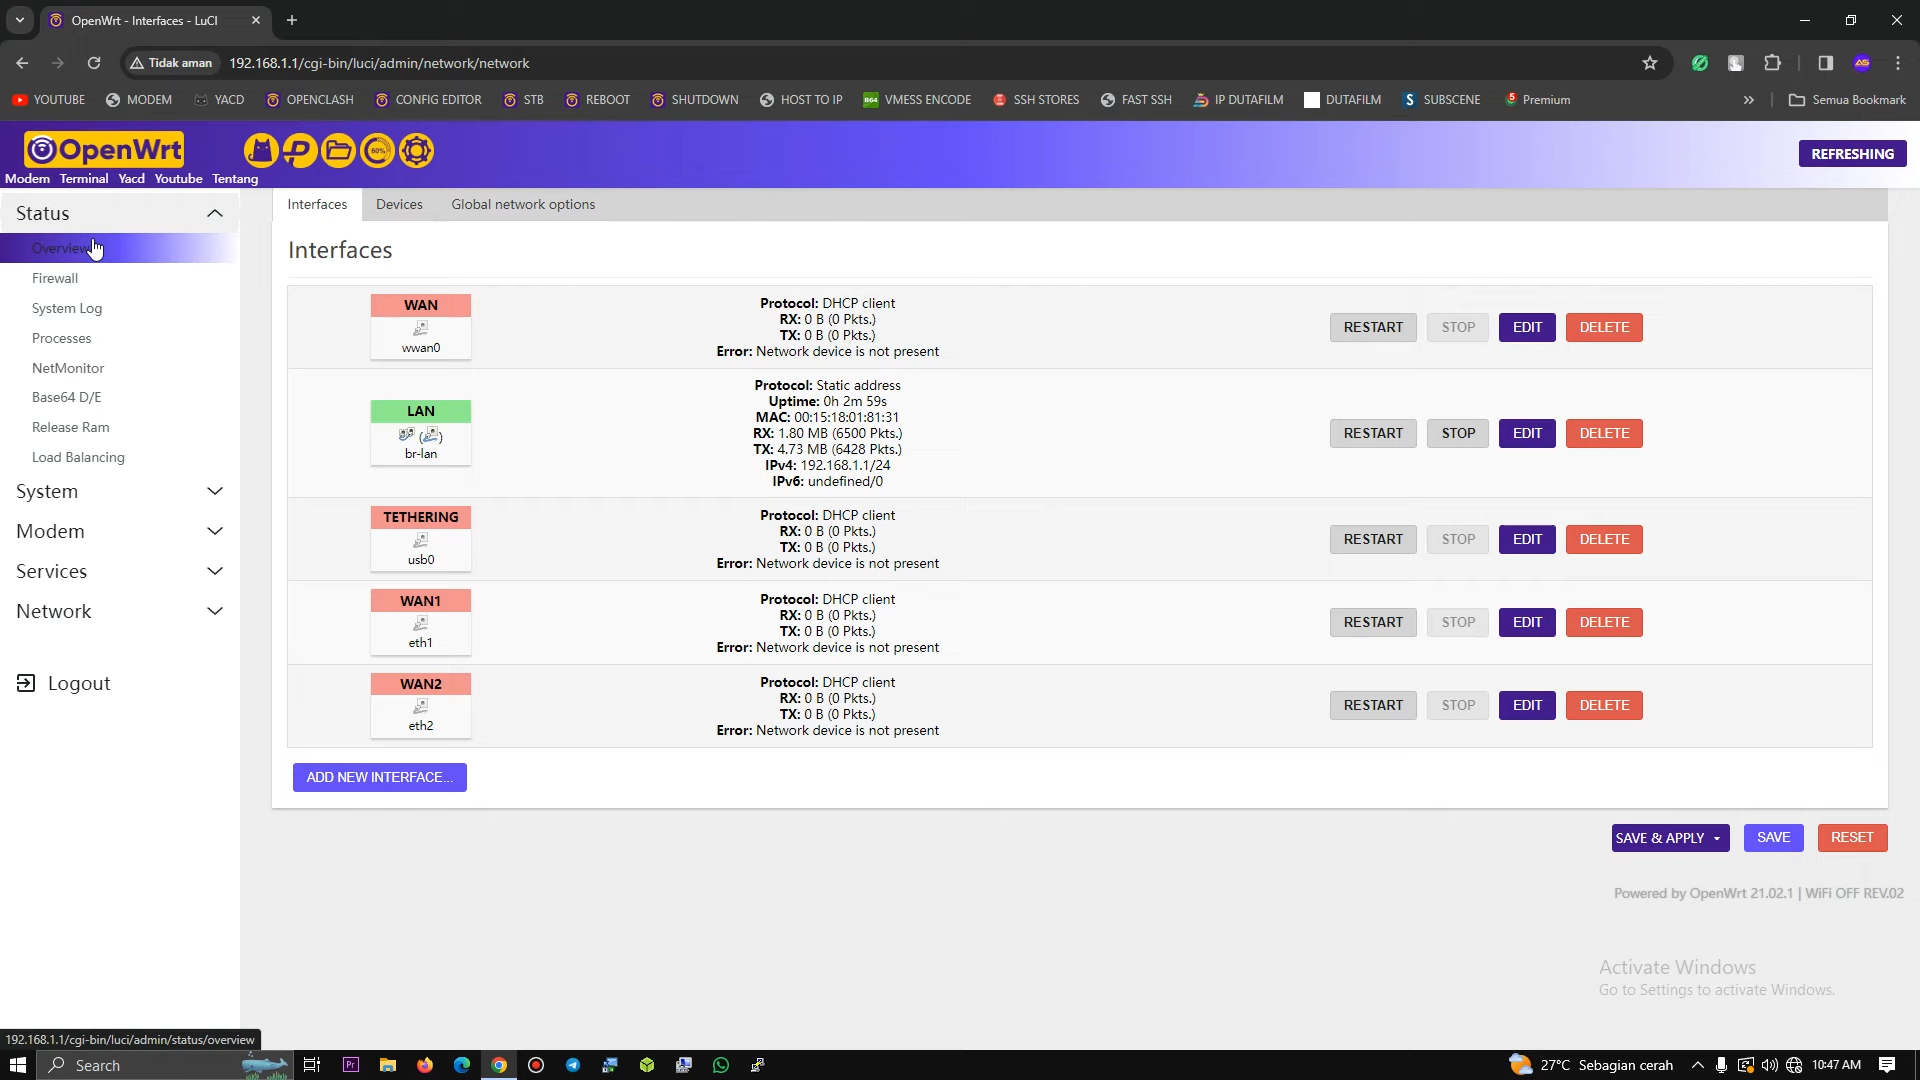 OpenWrt - Interfaces - LuCI
Tidak aman
192.168.1.1/cgi-bin/luci/admin/network/network
AS
YOUTUBE
MODEM
YACD
OPENCLASH
CONFIG EDITOR
STB
REBOOT
SHUTDOWN
HOST TO IP
B64 VMESS ENCODE
SSH STORES
FAST SSH
IP DUTAFILM
DUTAFILM
S SUBSCENE
5 Premium
Semua Bookmark
OpenWrt
60%
REFRESHING
Modem Terminal Yacd Youtube Tentang
Status
Overview
Firewall
System Log
Processes
NetMonitor
Base64 D/E
Release Ram
Load Balancing
System
Modem
Services
Network
Logout
Interfaces
Devices
Global network options
Interfaces
WAN
wwan0
Protocol: DHCP client
RX: 0 B (0 Pkts.)
TX: 0 B (0 Pkts.)
Error: Network device is not present
RESTART STOP EDIT DELETE
LAN
br-lan
Protocol: Static address
Uptime: 0h 2m 59s
MAC: 00:15:18:01:81:31
RX: 1.80 MB (6500 Pkts.)
TX: 4.73 MB (6428 Pkts.)
IPv4: 192.168.1.1/24
IPv6: undefined/0
RESTART STOP EDIT DELETE
TETHERING
usb0
Protocol: DHCP client
RX: 0 B (0 Pkts.)
TX: 0 B (0 Pkts.)
Error: Network device is not present
RESTART STOP EDIT DELETE
WAN1
eth1
Protocol: DHCP client
RX: 0 B (0 Pkts.)
TX: 0 B (0 Pkts.)
Error: Network device is not present
RESTART STOP EDIT DELETE
WAN2
eth2
Protocol: DHCP client
RX: 0 B (0 Pkts.)
TX: 0 B (0 Pkts.)
Error: Network device is not present
RESTART STOP EDIT DELETE
ADD NEW INTERFACE...
SAVE & APPLY SAVE RESET
Powered by OpenWrt 21.02.1 | WiFi OFF REV.02
Activate Windows
Go to Settings to activate Windows.
192.168.1.1/cgi-bin/luci/admin/status/overview
Search
Pr
27°C Sebagian cerah
10:47 AM